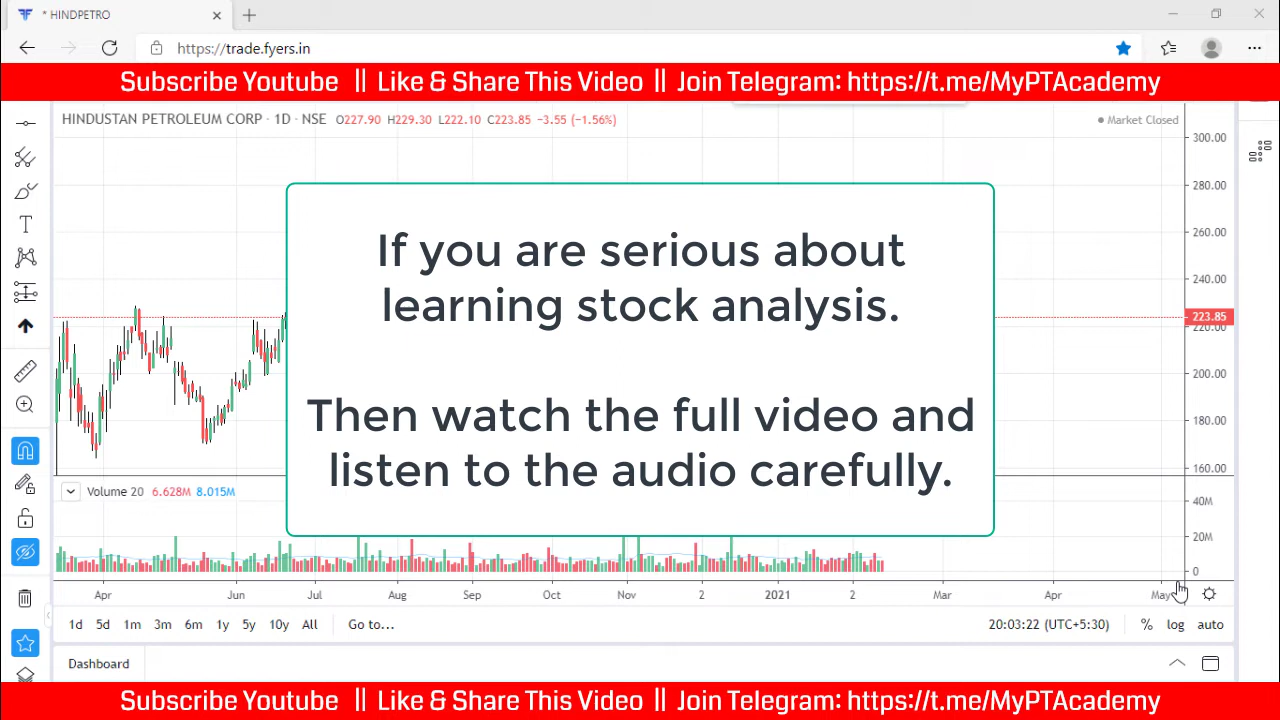 * HINDPETRO
https://trade.fyers.in
Subscribe Youtube || Like & Share This Video || Join Telegram: https://t.me/MyPTAcademy
HINDUSTAN PETROLEUM CORP · 1D · NSE O227.90 H229.30 L222.10 C223.85 −3.55 (−1.56%)
Market Closed
300.00
280.00
260.00
240.00
223.85
220.00
200.00
180.00
160.00
If you are serious about
learning stock analysis.
Then watch the full video and
listen to the audio carefully.
Volume 20 6.628M 8.015M
40M
20M
0
Apr Jun Jul Aug Sep Oct Nov 2 2021 2 Mar Apr May
1d 5d 1m 3m 6m 1y 5y 10y All Go to... 20:03:22 (UTC+5:30) % log auto
Dashboard
Subscribe Youtube || Like & Share This Video || Join Telegram: https://t.me/MyPTAcademy